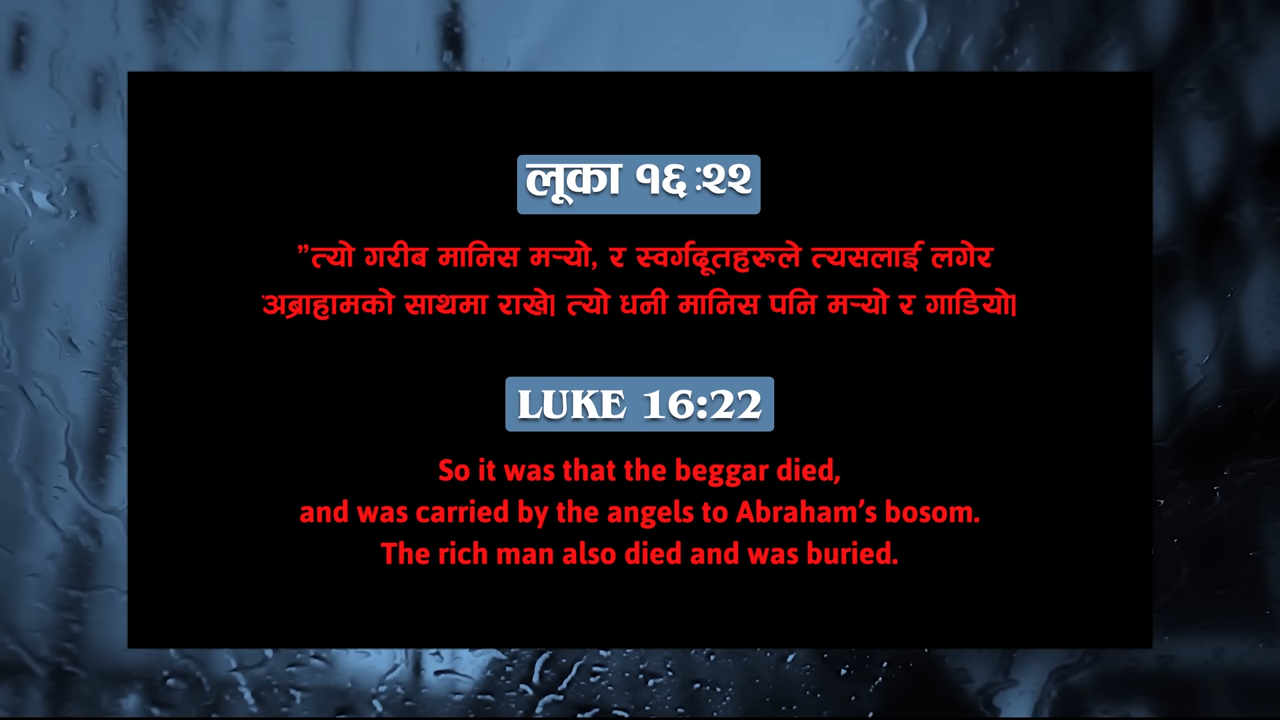 लूका १६:२२
”त्यो गरीब मानिस मर्‍यो, र स्वर्गदूतहरूले त्यसलाई लगेर
अब्राहामको साथमा राखे। त्यो धनी मानिस पनि मर्‍यो र गाडियो।
LUKE 16:22
So it was that the beggar died,
and was carried by the angels to Abraham’s bosom.
The rich man also died and was buried.